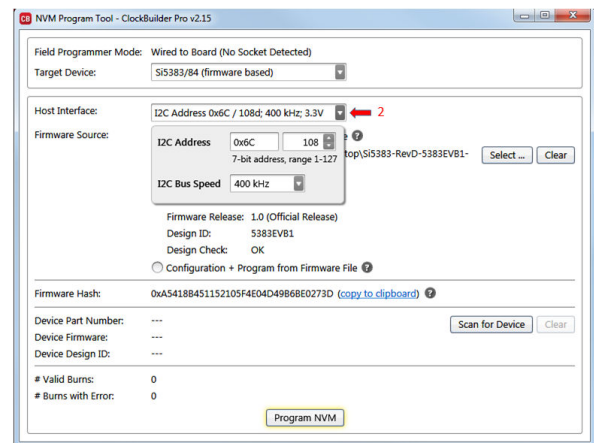 CB NVM Program Tool - ClockBuilder Pro v2.15
Field Programmer Mode: Wired to Board (No Socket Detected)
Target Device: Si5383/84 (firmware based)
Host Interface: I2C Address 0x6C / 108d; 400 kHz; 3.3V 2
Firmware Source: e ?
I2C Address 0x6C 108
top\Si5383-RevD-5383EVB1- Select ... Clear
7-bit address, range 1-127
I2C Bus Speed 400 kHz
Firmware Release: 1.0 (Official Release)
Design ID: 5383EVB1
Design Check: OK
Configuration + Program from Firmware File ?
Firmware Hash: 0xA5418B451152105F4E04D49B6BE0273D (copy to clipboard) ?
Device Part Number: --- Scan for Device Clear
Device Firmware: ---
Device Design ID: ---
# Valid Burns: 0
# Burns with Error: 0
Program NVM